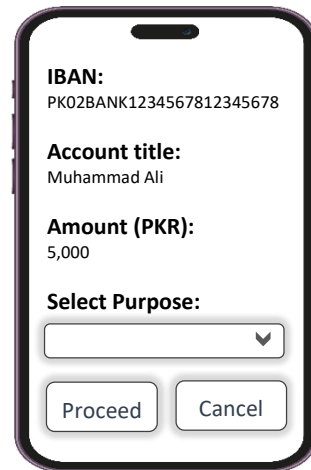 IBAN:
PK02BANK1234567812345678
Account title:
Muhammad Ali
Amount (PKR):
5,000
Select Purpose:
Proceed
Cancel